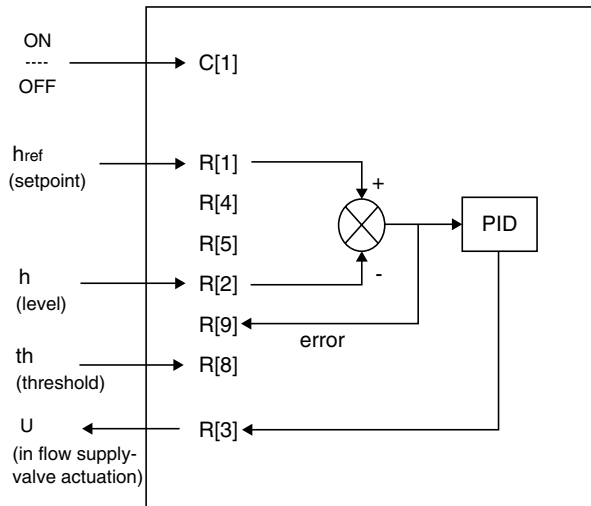 ON
----
OFF
C[1]
href
(setpoint)
R[1]
+
R[4]
PID
R[5]
h
(level)
R[2]
-
R[9]
error
th
(threshold)
R[8]
U
(in flow supply-
valve actuation)
R[3]